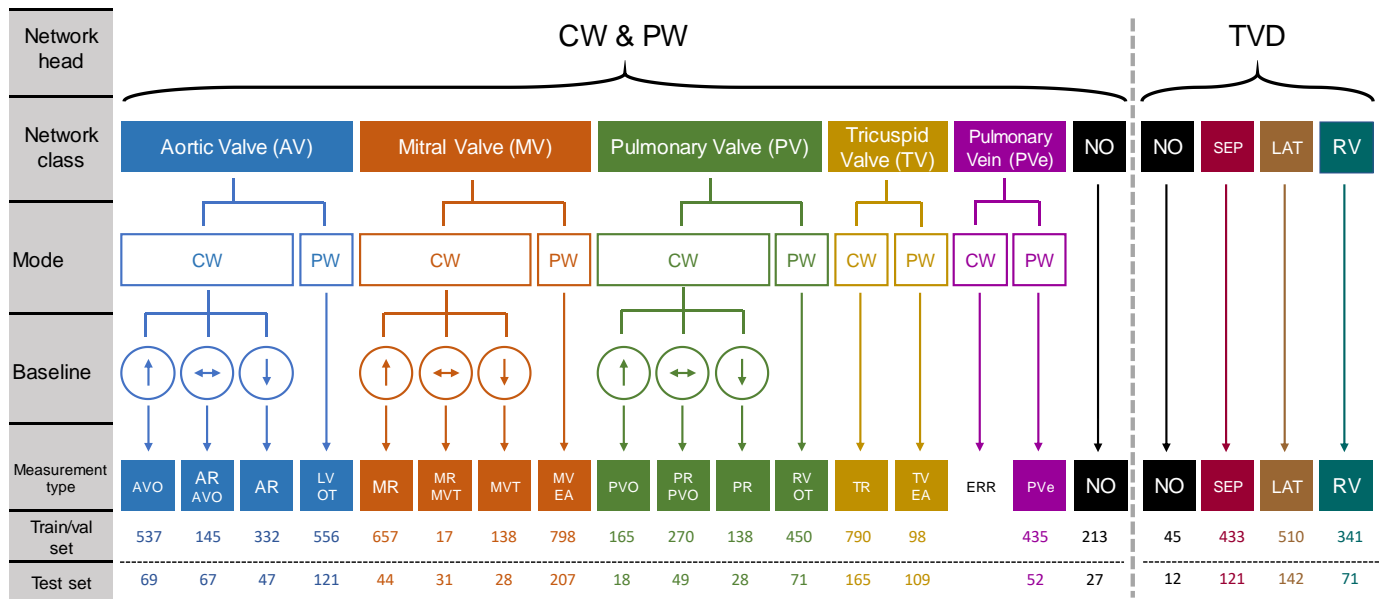 Network
head
CW & PW
TVD
Network
class
Aortic Valve (AV)
Mitral Valve (MV)
Pulmonary Valve (PV)
Tricuspid
Valve (TV)
Pulmonary
Vein (PVe)
NO
NO
SEP
LAT
RV
Mode
CW
PW
CW
PW
CW
PW
CW
PW
CW
PW
Baseline
Measurement
type
AVO
AR
AVO
AR
LV
OT
MR
MR
MVT
MVT
MV
EA
PVO
PR
PVO
PR
RV
OT
TR
TV
EA
ERR
PVe
NO
NO
SEP
LAT
RV
Train/val
set
537 145 332 556 657 17 138 798 165 270 138 450 790 98 435 213 45 433 510 341
Test set
69 67 47 121 44 31 28 207 18 49 28 71 165 109 52 27 12 121 142 71